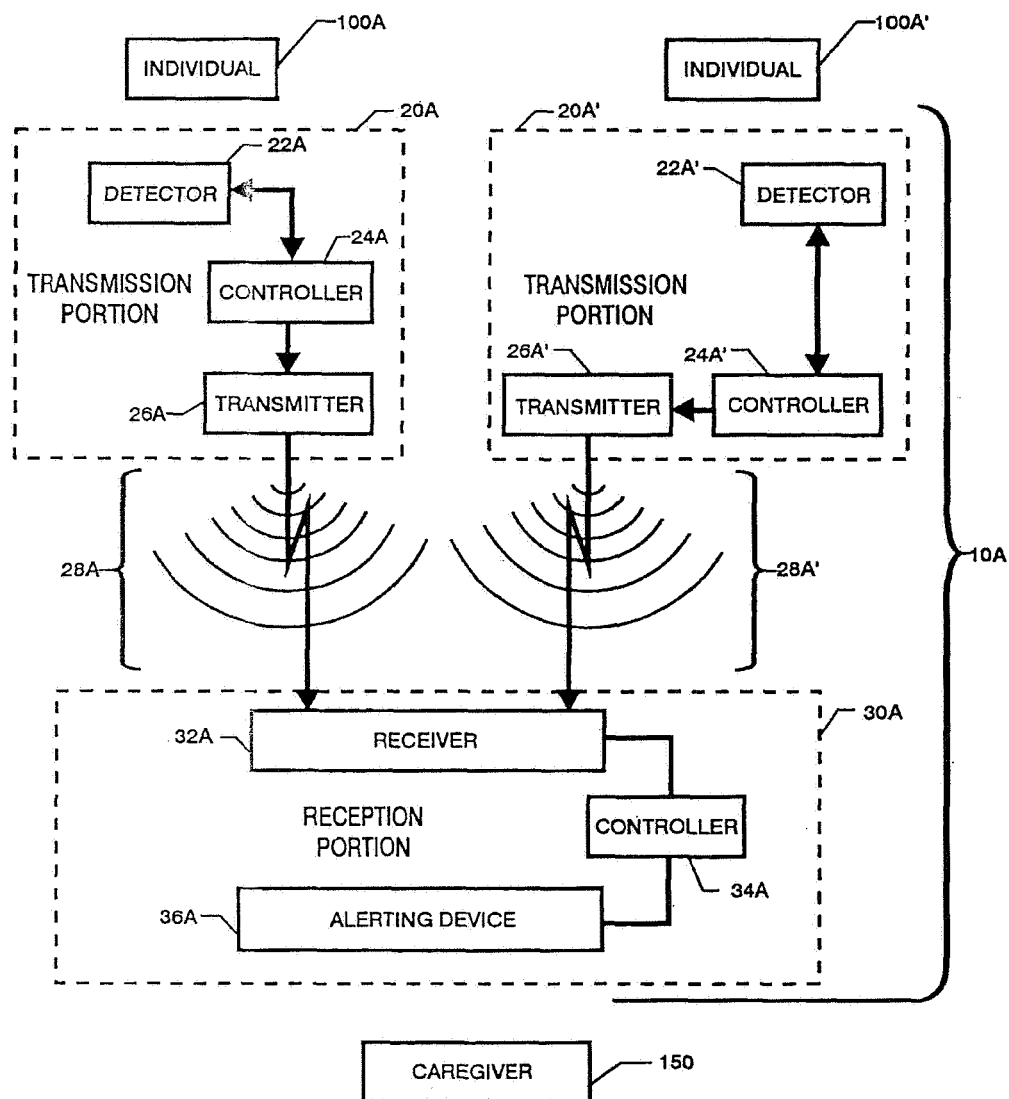 100A
100A'
INDIVIDUAL
INDIVIDUAL
20A
20A'
22A
DETECTOR
22A'
DETECTOR
24A
TRANSMISSION
PORTION
CONTROLLER
TRANSMISSION
PORTION
26A'
24A'
26A
TRANSMITTER
TRANSMITTER
CONTROLLER
28A
28A'
10A
30A
32A
RECEIVER
RECEPTION
PORTION
CONTROLLER
34A
36A
ALERTING DEVICE
CAREGIVER
150